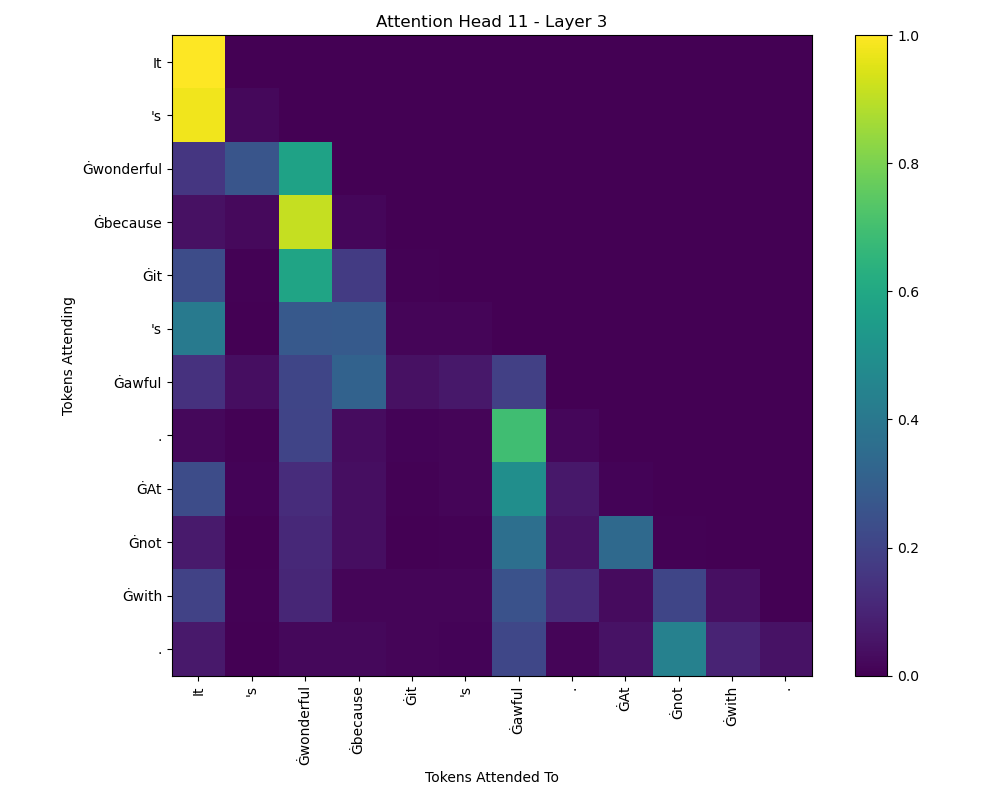 Attention Head 11 - Layer 3
It
's
Ġwonderful
Ġbecause
Ġit
's
Ġawful
.
ĠAt
Ġnot
Ġwith
.
Tokens Attending
It
's
Ġwonderful
Ġbecause
Ġit
's
Ġawful
.
ĠAt
Ġnot
Ġwith
.
Tokens Attended To
1.0
0.8
0.6
0.4
0.2
0.0